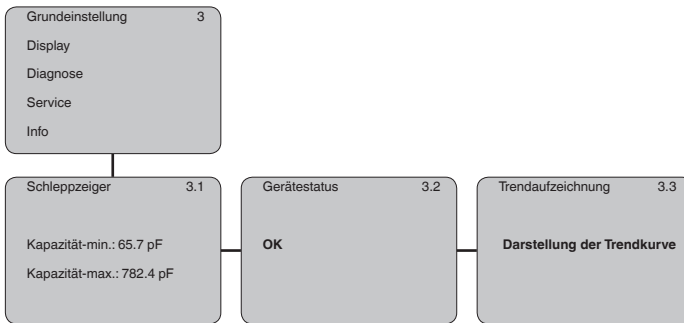 Grundeinstellung 3
Display
Diagnose
Service
Info
Schleppzeiger 3.1
Kapazität-min.: 65.7 pF
Kapazität-max.: 782.4 pF
Gerätestatus 3.2
OK
Trendaufzeichnung 3.3
Darstellung der Trendkurve